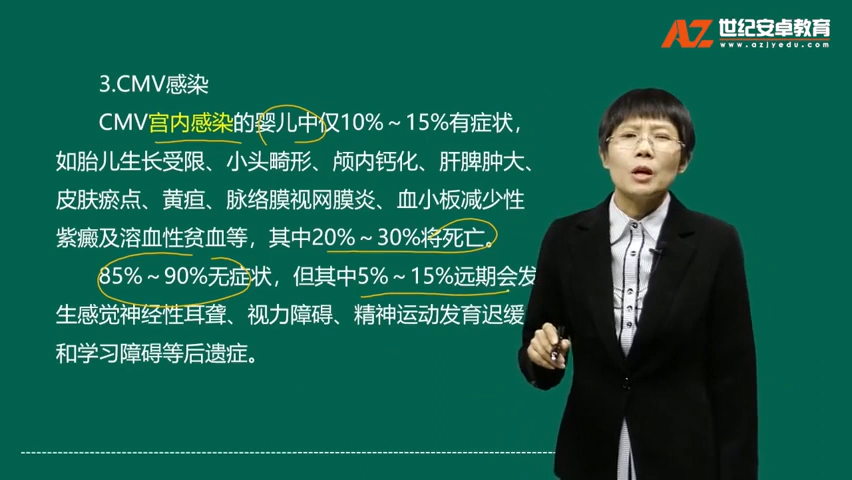 AZ 世纪安卓教育
www.azjyedu.com
3.CMV感染
CMV宫内感染的婴儿中仅10%～15%有症状，
如胎儿生长受限、小头畸形、颅内钙化、肝脾肿大、
皮肤瘀点、黄疸、脉络膜视网膜炎、血小板减少性
紫癜及溶血性贫血等，其中20%～30%将死亡。
85%～90%无症状，但其中5%～15%远期会发
生感觉神经性耳聋、视力障碍、精神运动发育迟缓
和学习障碍等后遗症。